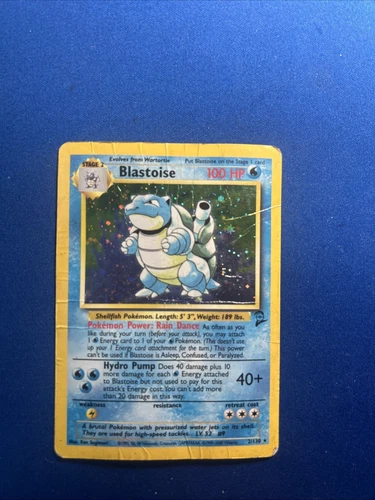 STAGE 2
Evolves from Wartortle Put Blastoise on the Stage 1 card
Blastoise 100 HP
Shellfish Pokémon. Length: 5' 3", Weight: 189 lbs.
Pokémon Power: Rain Dance As often as you
like during your turn (before your attack), you may attach
1 Energy card to 1 of your Pokémon. (This doesn't use
up your 1 Energy card attachment for the turn.) This power
can't be used if Blastoise is Asleep, Confused, or Paralyzed.
Hydro Pump Does 40 damage plus 10
more damage for each Energy attached
to Blastoise but not used to pay for this
attack's Energy cost. You can't add more
than 20 damage in this way.
40+
weakness resistance retreat cost
A brutal Pokémon with pressurized water jets on its shell.
They are used for high-speed tackles. LV. 52 #9
Illus. Ken Sugimori
2/130 ★